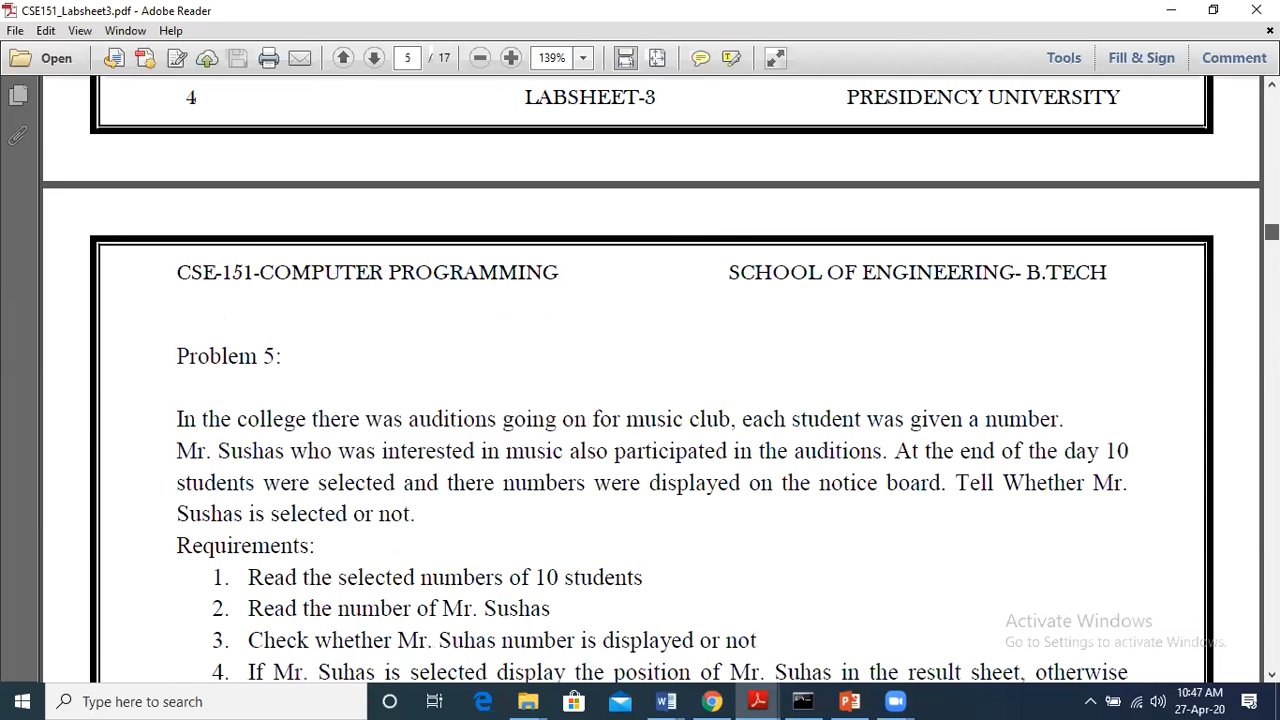 CSE151_Labsheet3.pdf - Adobe Reader
File Edit View Window Help
Open 5 / 17 139% Tools Fill & Sign Comment
4 LABSHEET-3 PRESIDENCY UNIVERSITY
CSE-151-COMPUTER PROGRAMMING SCHOOL OF ENGINEERING- B.TECH
Problem 5:
In the college there was auditions going on for music club, each student was given a number.
Mr. Sushas who was interested in music also participated in the auditions. At the end of the day 10
students were selected and there numbers were displayed on the notice board. Tell Whether Mr.
Sushas is selected or not.
Requirements:
1. Read the selected numbers of 10 students
2. Read the number of Mr. Sushas
3. Check whether Mr. Suhas number is displayed or not
4. If Mr. Suhas is selected display the position of Mr. Suhas in the result sheet, otherwise
Activate Windows
Go to Settings to activate Windows.
Type here to search
10:47 AM
27-Apr-20